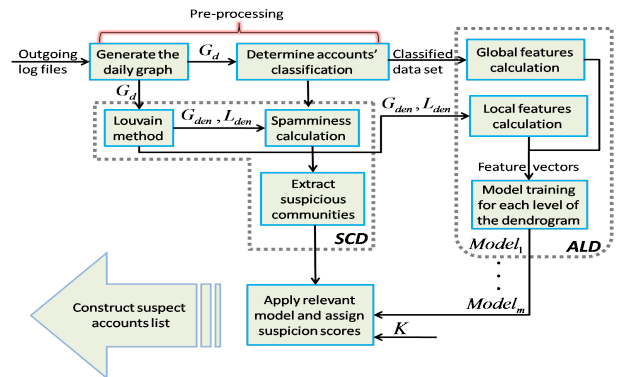 Pre-processing
Outgoing
log files
Generate the
daily graph
G_d
Determine accounts'
classification
Classified
data set
Global features
calculation
G_d
Louvain
method
G_den , L_den
Spamminess
calculation
G_den , L_den
Local features
calculation
Feature vectors
Extract
suspicious
communities
SCD
Model training
for each level of
the dendrogram
ALD
Model_1
.
.
.
Model_m
Construct suspect
accounts list
Apply relevant
model and assign
suspicion scores
K